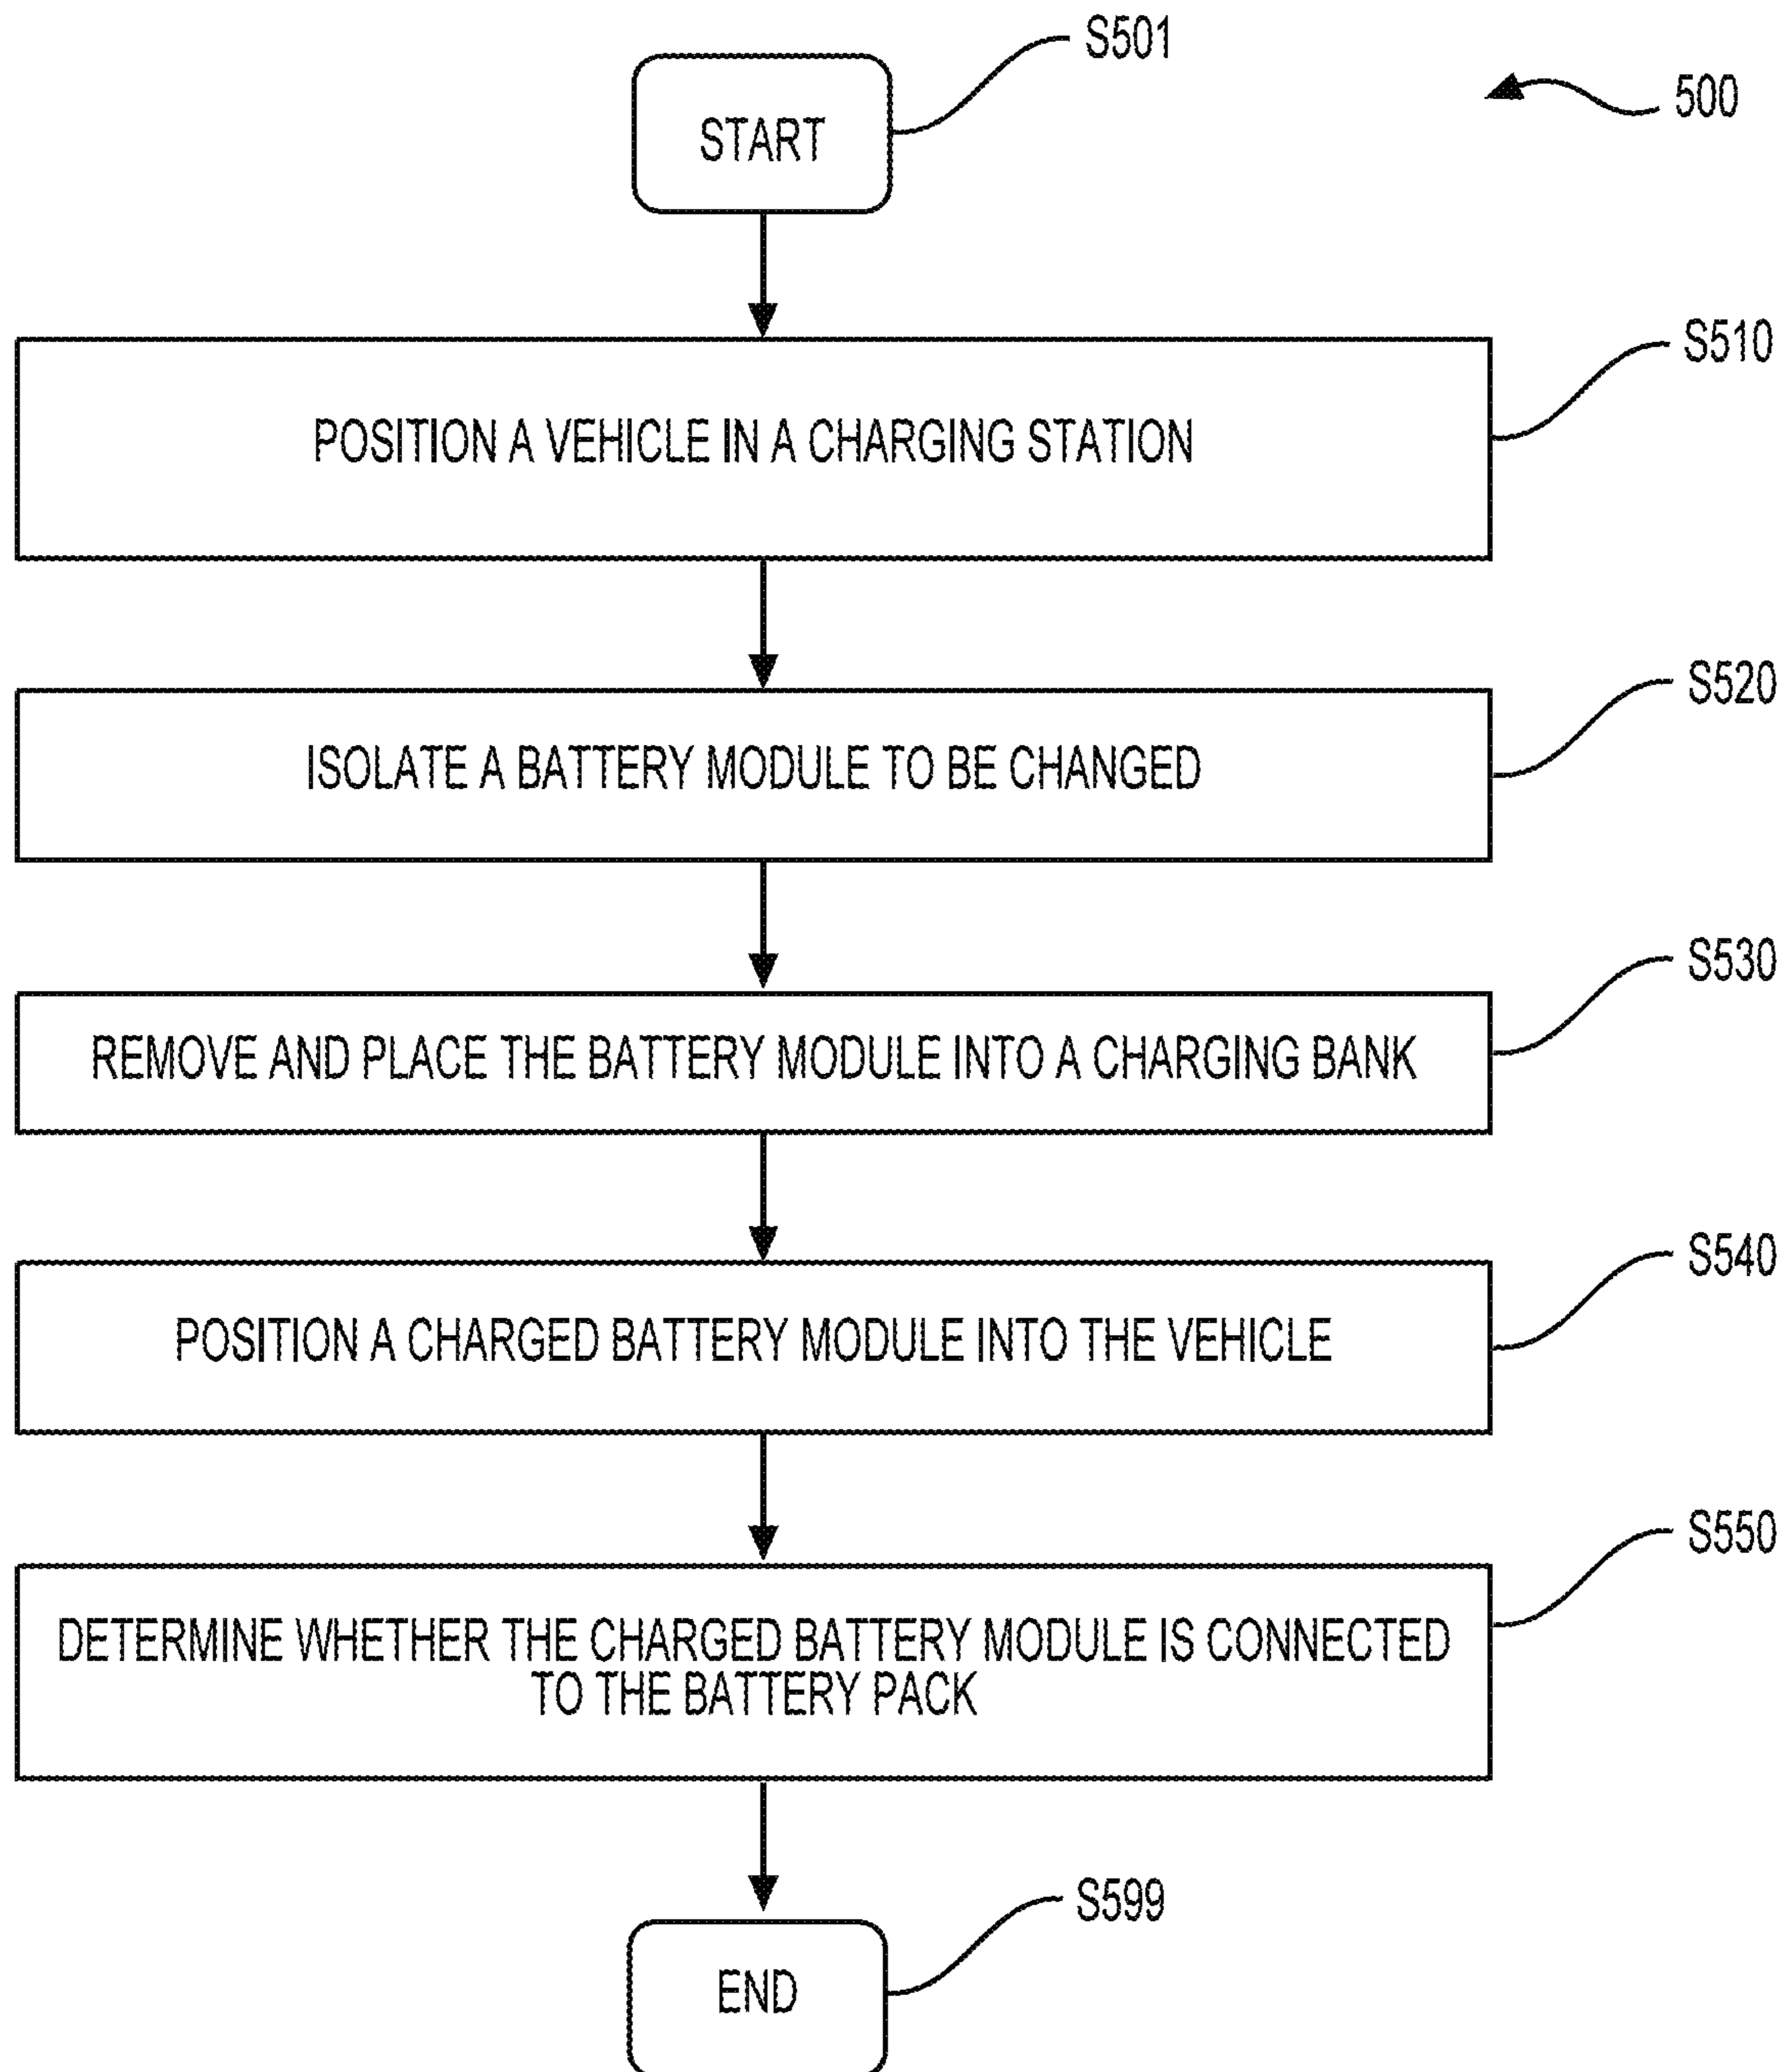 S501
500
START
S510
POSITION A VEHICLE IN A CHARGING STATION
S520
ISOLATE A BATTERY MODULE TO BE CHANGED
S530
REMOVE AND PLACE THE BATTERY MODULE INTO A CHARGING BANK
S540
POSITION A CHARGED BATTERY MODULE INTO THE VEHICLE
S550
DETERMINE WHETHER THE CHARGED BATTERY MODULE IS CONNECTED
TO THE BATTERY PACK
S599
END